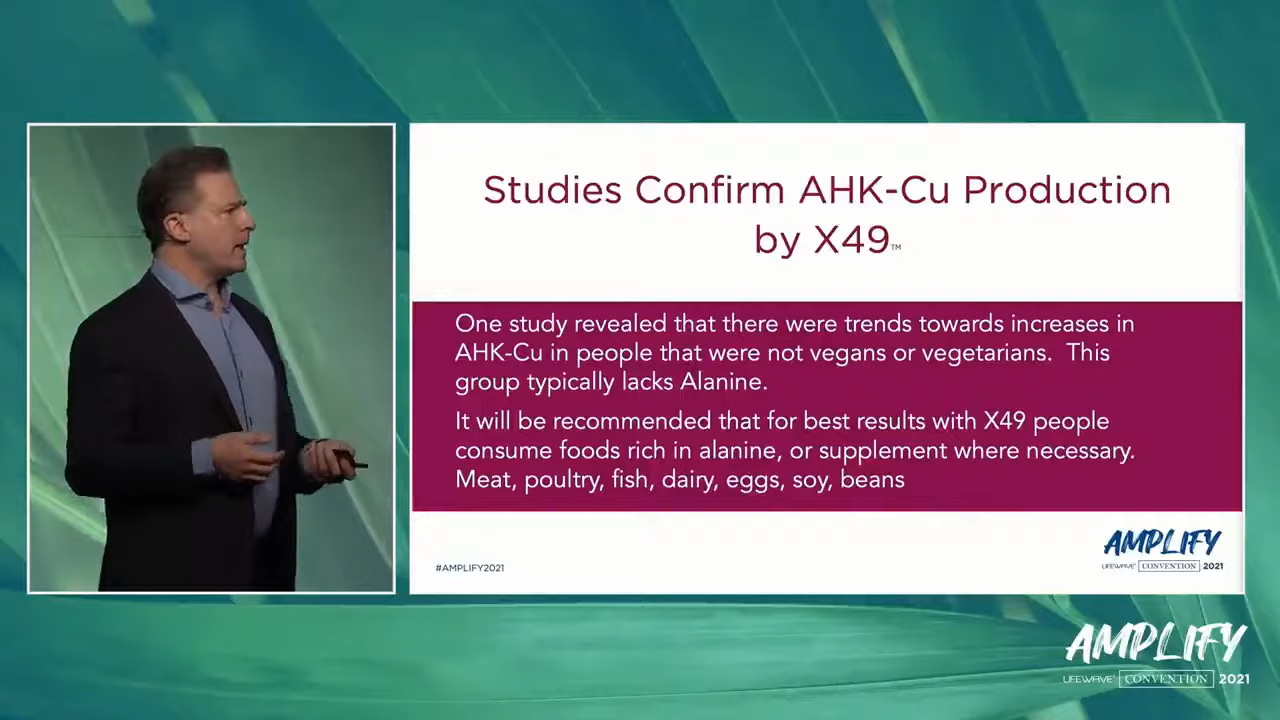 Studies Confirm AHK-Cu Production
by X49™
One study revealed that there were trends towards increases in
AHK-Cu in people that were not vegans or vegetarians.  This
group typically lacks Alanine.
It will be recommended that for best results with X49 people
consume foods rich in alanine, or supplement where necessary.
Meat, poultry, fish, dairy, eggs, soy, beans
#AMPLIFY2021
AMPLIFY
LIFEWAVE CONVENTION 2021
AMPLIFY
LIFEWAVE CONVENTION 2021